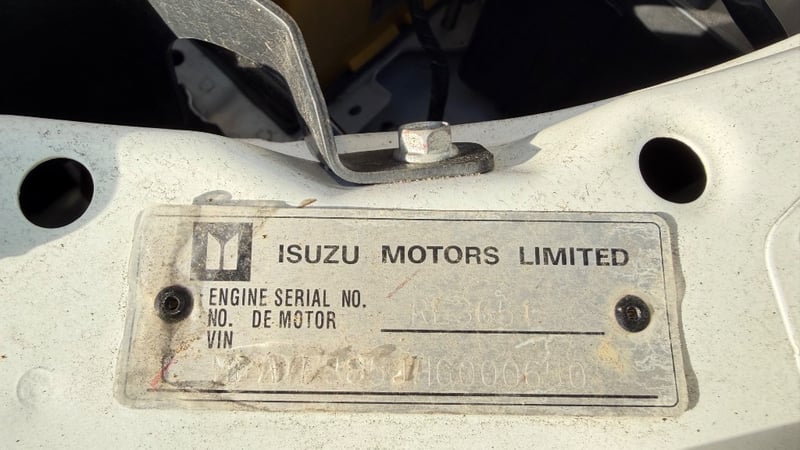 ISUZU MOTORS LIMITED
ENGINE SERIAL NO.
NO. DE MOTOR
VIN